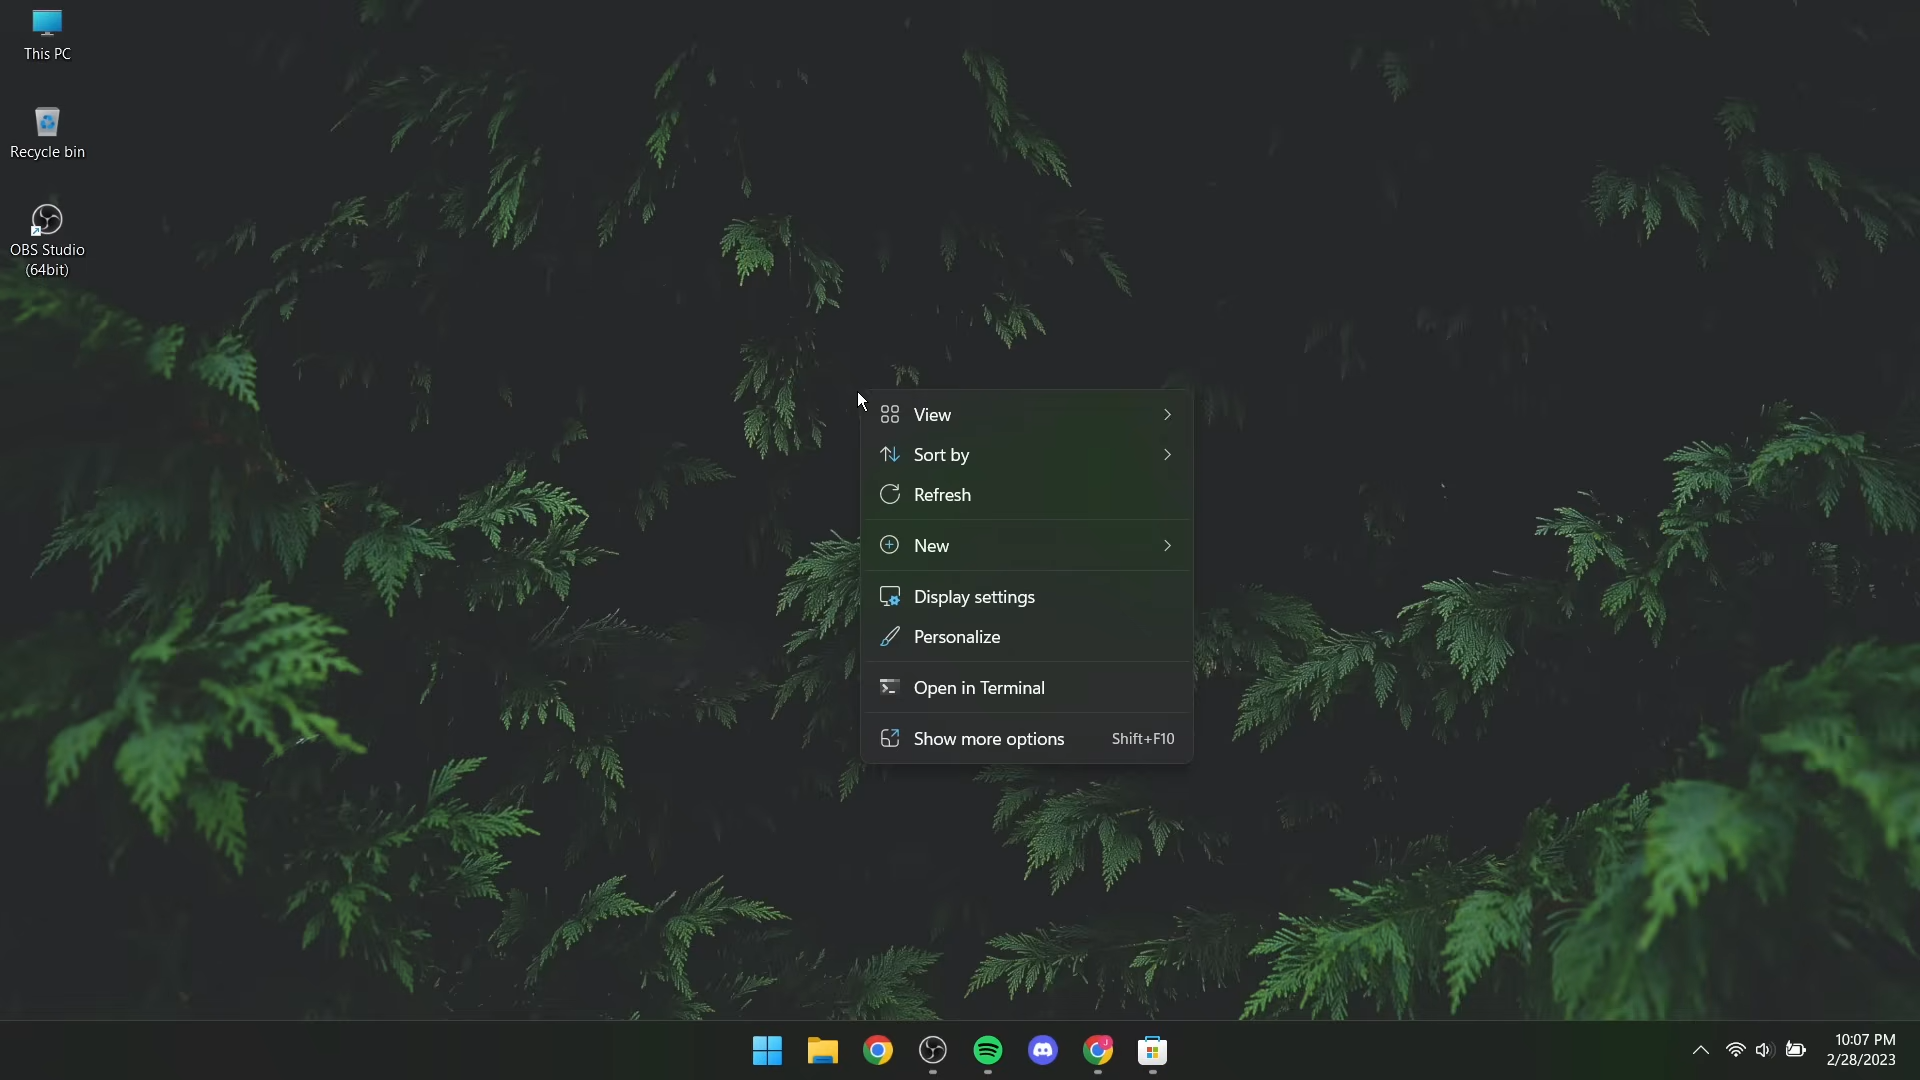 This PC
Recycle bin
OBS Studio
(64bit)
View
Sort by
Refresh
New
Display settings
Personalize
Open in Terminal
Show more options Shift+F10
10:07 PM
2/28/2023